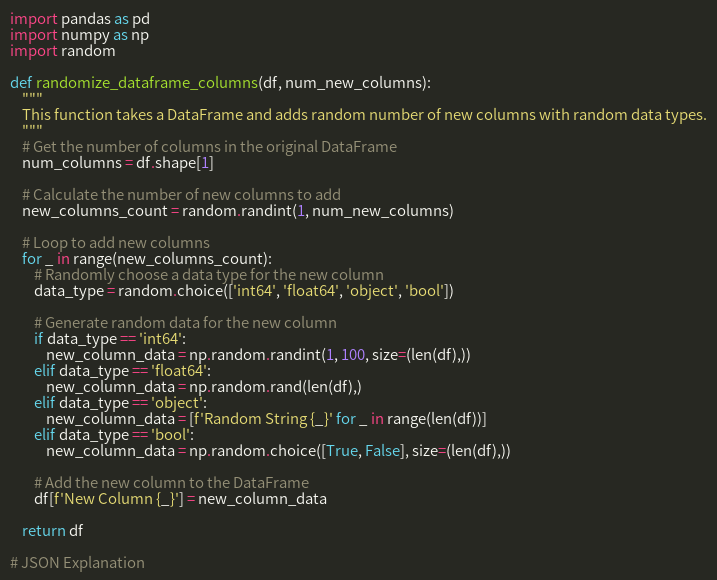 import pandas as pd
import numpy as np
import random

def randomize_dataframe_columns(df, num_new_columns):
    """
    This function takes a DataFrame and adds random number of new columns with random data types.
    """
    # Get the number of columns in the original DataFrame
    num_columns = df.shape[1]

    # Calculate the number of new columns to add
    new_columns_count = random.randint(1, num_new_columns)

    # Loop to add new columns
    for _ in range(new_columns_count):
        # Randomly choose a data type for the new column
        data_type = random.choice(['int64', 'float64', 'object', 'bool'])

        # Generate random data for the new column
        if data_type == 'int64':
            new_column_data = np.random.randint(1, 100, size=(len(df),))
        elif data_type == 'float64':
            new_column_data = np.random.rand(len(df),)
        elif data_type == 'object':
            new_column_data = [f'Random String {_}' for _ in range(len(df))]
        elif data_type == 'bool':
            new_column_data = np.random.choice([True, False], size=(len(df),))

        # Add the new column to the DataFrame
        df[f'New Column {_}'] = new_column_data

    return df

# JSON Explanation